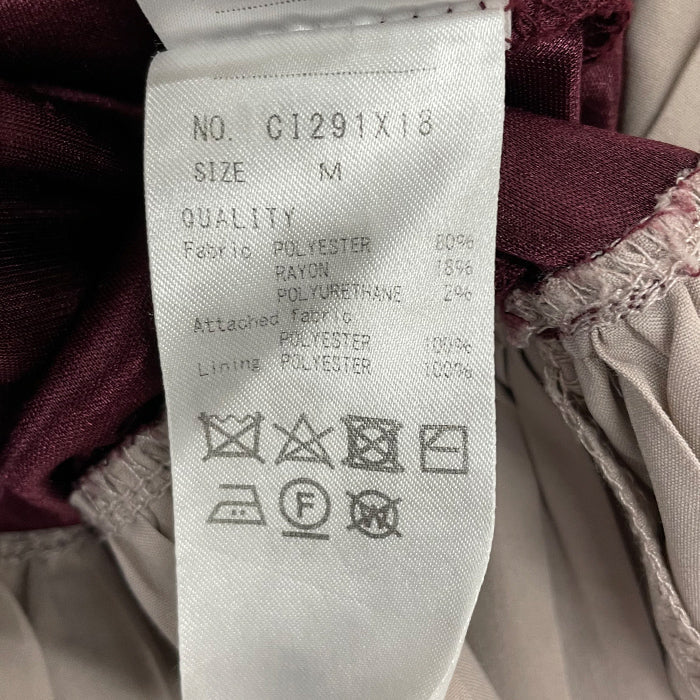 NO. CI291X18
SIZE M
QUALITY
Fabric POLYESTER 80%
RAYON 18%
POLYURETHANE 2%
Attached fabric
POLYESTER 100%
Lining POLYESTER 100%
F
W